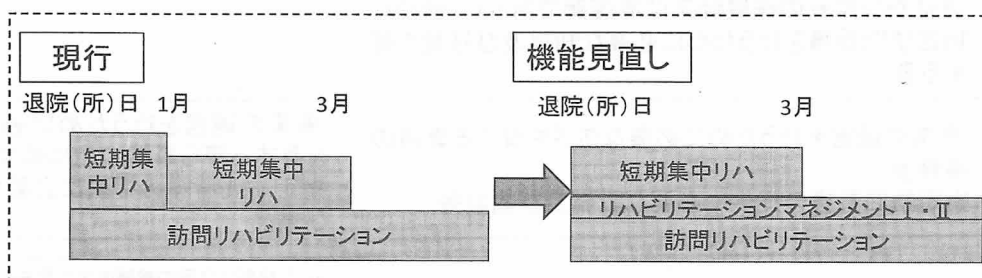 現行
退院(所)日 1月 3月
短期集
中リハ
短期集中
リハ
訪問リハビリテーション
機能見直し
退院(所)日 3月
短期集中リハ
リハビリテーションマネジメントⅠ・Ⅱ
訪問リハビリテーション